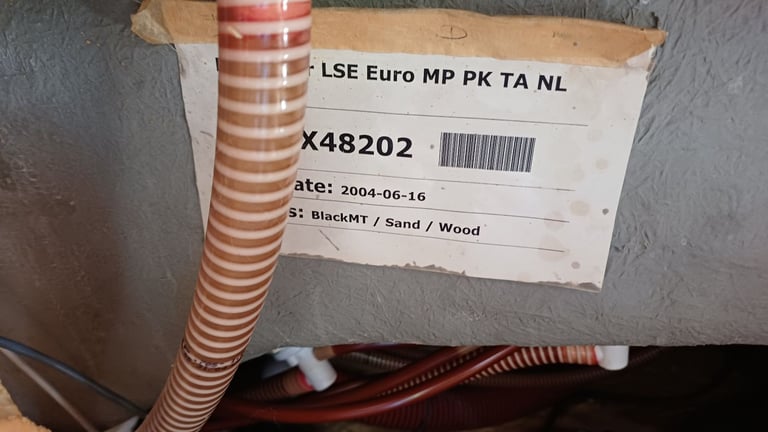 LSE Euro MP PK TA NL
X48202
ate: 2004-06-16
s: BlackMT / Sand / Wood